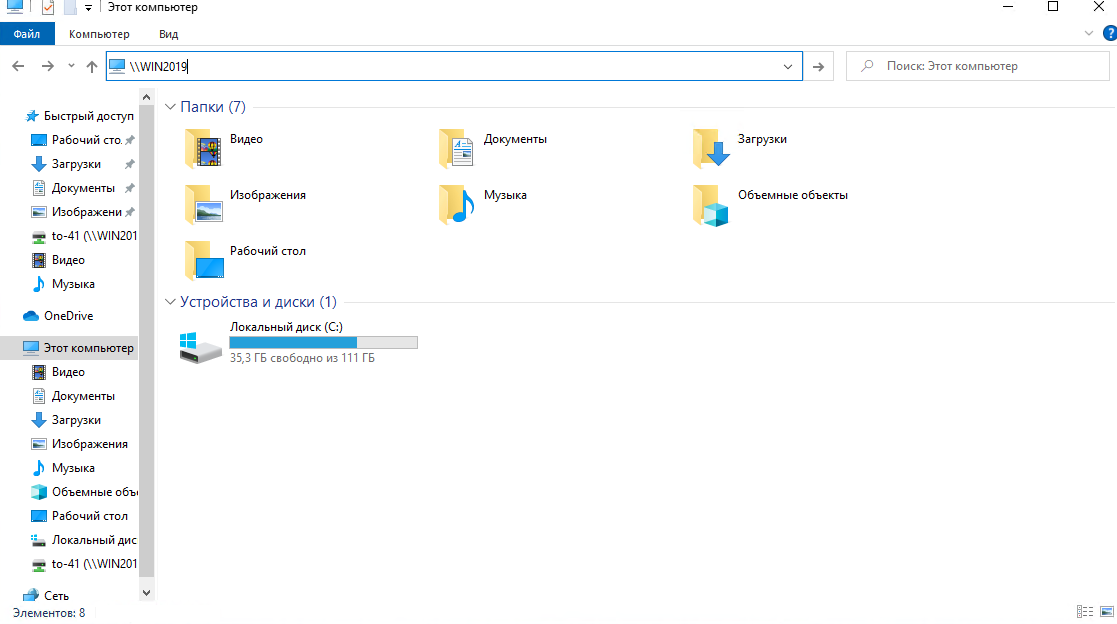 Этот компьютер
Файл
Компьютер
Вид
?
\\WIN2019
Поиск: Этот компьютер
Быстрый доступ
Рабочий сто.
Загрузки
Документы
Изображени
to-41 (\\WIN201
Видео
Музыка
OneDrive
Этот компьютер
Видео
Документы
Загрузки
Изображения
Музыка
Объемные объ
Рабочий стол
Локальный дис
to-41 (\\WIN201
Сеть
Папки (7)
Видео
Документы
Загрузки
Изображения
Музыка
Объемные объекты
Рабочий стол
Устройства и диски (1)
Локальный диск (C:)
35,3 ГБ свободно из 111 ГБ
Элементов: 8